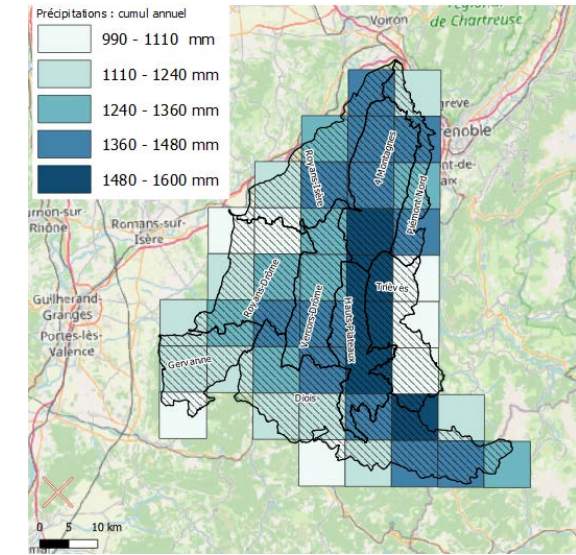 Précipitations : cumul annuel
990 - 1110 mm
1110 - 1240 mm
1240 - 1360 mm
1360 - 1480 mm
1480 - 1600 mm
Voiron
de Chartreuse
4 Montagnes
Royans-Isère
Piémont Nord
Romans-sur-
Isère
Guilherand-
Granges
Portes-lès-
Valence
Royans-Drôme
Vercors-Drôme
Hauts-Plateaux
Trièves
Gervanne
Diois
0 5 10 km